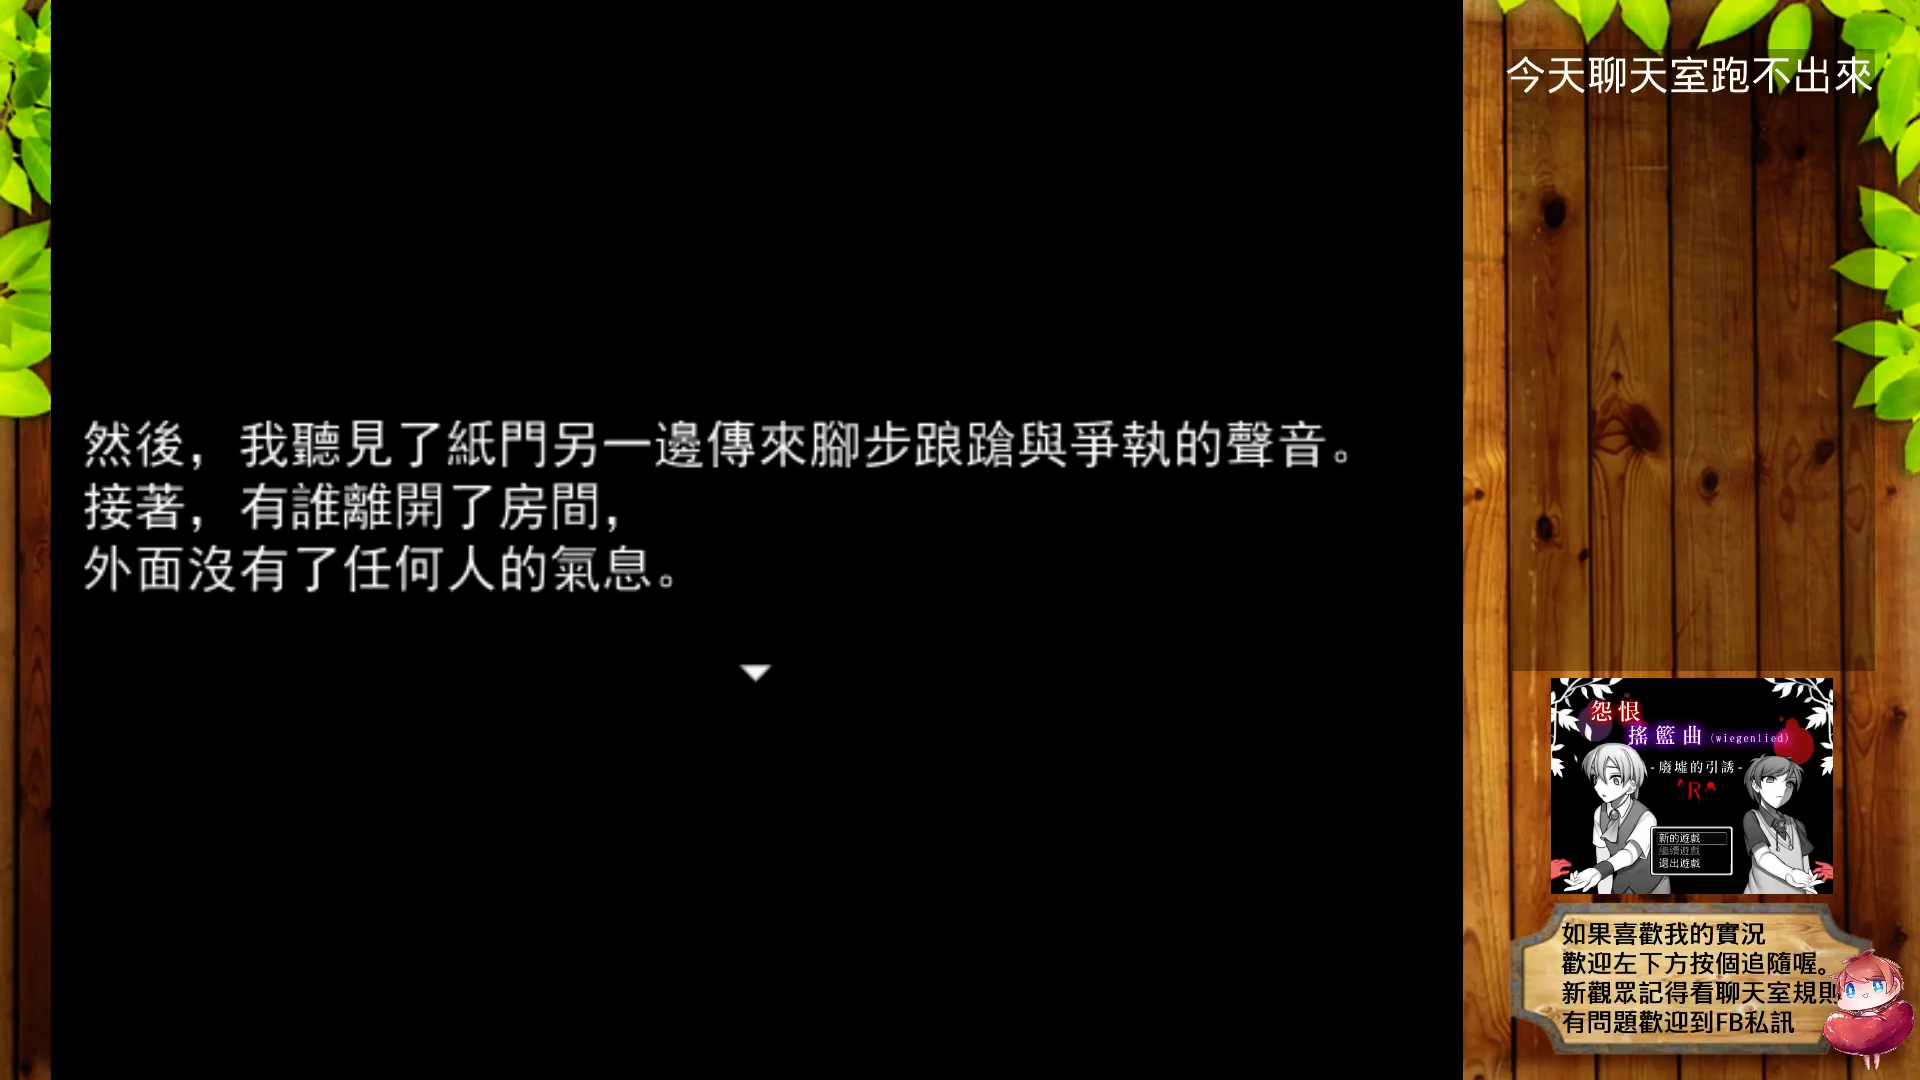 然後，我聽見了紙門另一邊傳來腳步踉蹌與爭執的聲音。
接著，有誰離開了房間，
外面沒有了任何人的氣息。
今天聊天室跑不出來
怨恨
搖籃曲(wiegenlied)
-廢墟的引誘-
R
新的遊戲
繼續遊戲
退出遊戲
如果喜歡我的實況
歡迎左下方按個追隨喔。
新觀眾記得看聊天室規則
有問題歡迎到FB私訊